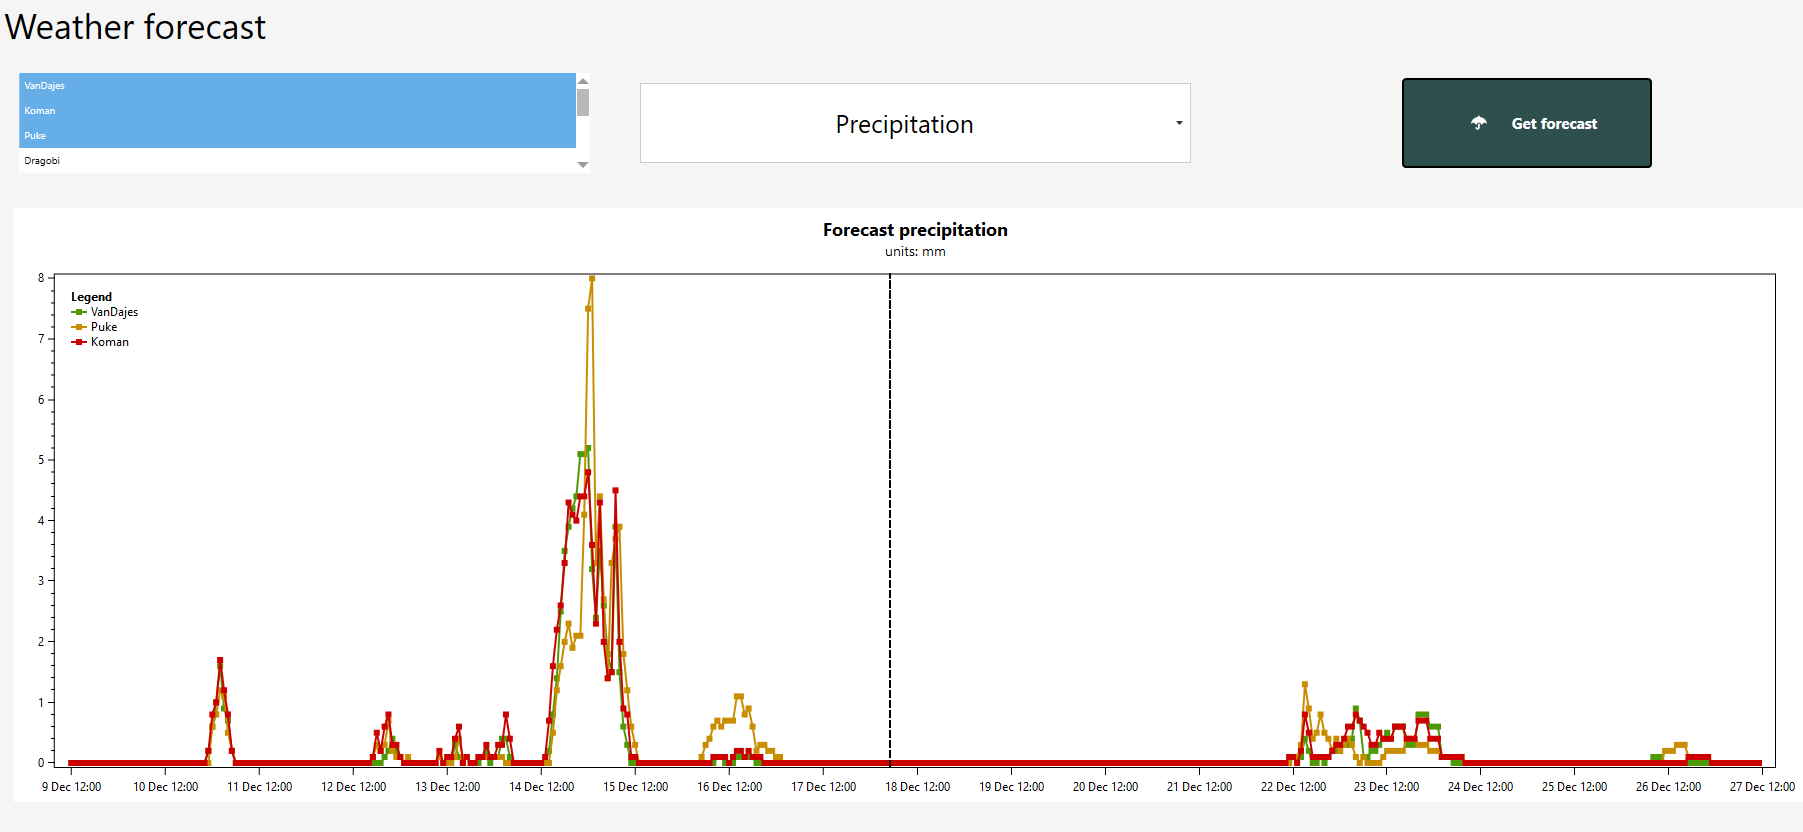 Weather forecast
VanDajes
Koman
Puke
Dragobi
Precipitation
Get forecast
Forecast precipitation
units: mm
8
7
6
5
4
3
2
1
0
Legend
VanDajes
Puke
Koman
9 Dec 12:00 10 Dec 12:00 11 Dec 12:00 12 Dec 12:00 13 Dec 12:00 14 Dec 12:00 15 Dec 12:00 16 Dec 12:00 17 Dec 12:00 18 Dec 12:00 19 Dec 12:00 20 Dec 12:00 21 Dec 12:00 22 Dec 12:00 23 Dec 12:00 24 Dec 12:00 25 Dec 12:00 26 Dec 12:00 27 Dec 12:00